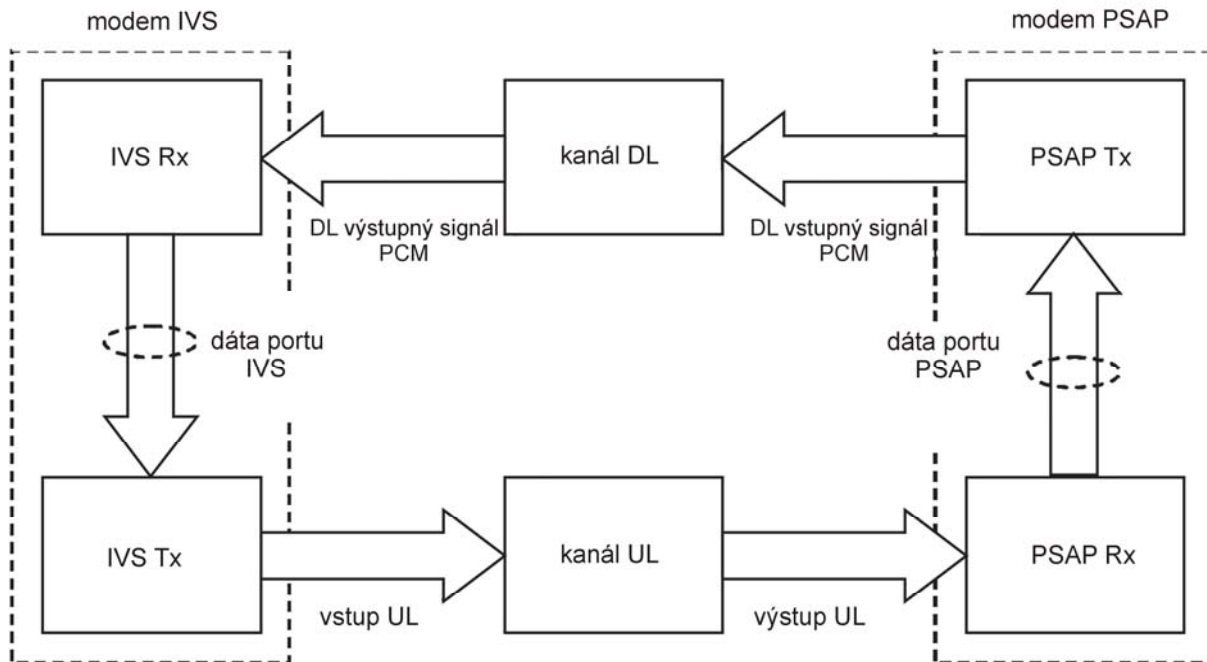 modem IVS
modem PSAP
IVS Rx
kanál DL
PSAP Tx
DL výstupný signál
PCM
DL vstupný signál
PCM
dáta portu
IVS
dáta portu
PSAP
IVS Tx
kanál UL
PSAP Rx
vstup UL
výstup UL